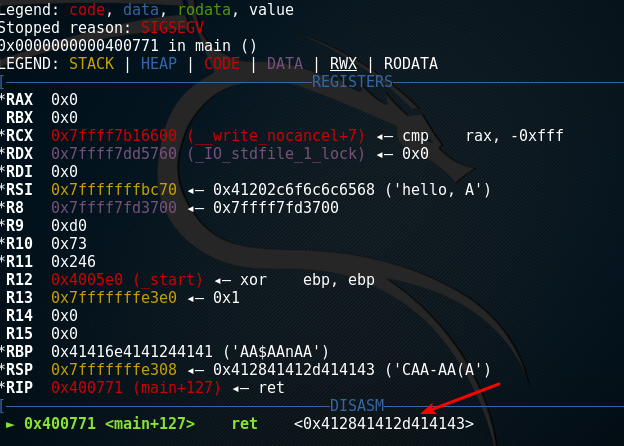 Legend: code, data, rodata, value
Stopped reason: SIGSEGV
0x0000000000400771 in main ()
LEGEND: STACK | HEAP | CODE | DATA | RWX | RODATA
[REGISTERS
*RAX 0x0
RBX 0x0
*RCX 0x7ffff7b16600 (__write_nocancel+7) ◂— cmp rax, -0xfff
*RDX 0x7ffff7dd5760 (_IO_stdfile_1_lock) ◂— 0x0
*RDI 0x0
*RSI 0x7fffffffbc70 ◂— 0x41202c6f6c6c6568 ('hello, A')
*R8 0x7ffff7fd3700 ◂— 0x7ffff7fd3700
*R9 0xd0
*R10 0x73
*R11 0x246
R12 0x4005e0 (_start) ◂— xor ebp, ebp
R13 0x7fffffffe3e0 ◂— 0x1
R14 0x0
R15 0x0
*RBP 0x41416e4141244141 ('AA$AAnAA')
*RSP 0x7fffffffe308 ◂— 0x412841412d414143 ('CAA-AA(A')
*RIP 0x400771 (main+127) ◂— ret
[DISASM
► 0x400771 <main+127> ret <0x412841412d414143>